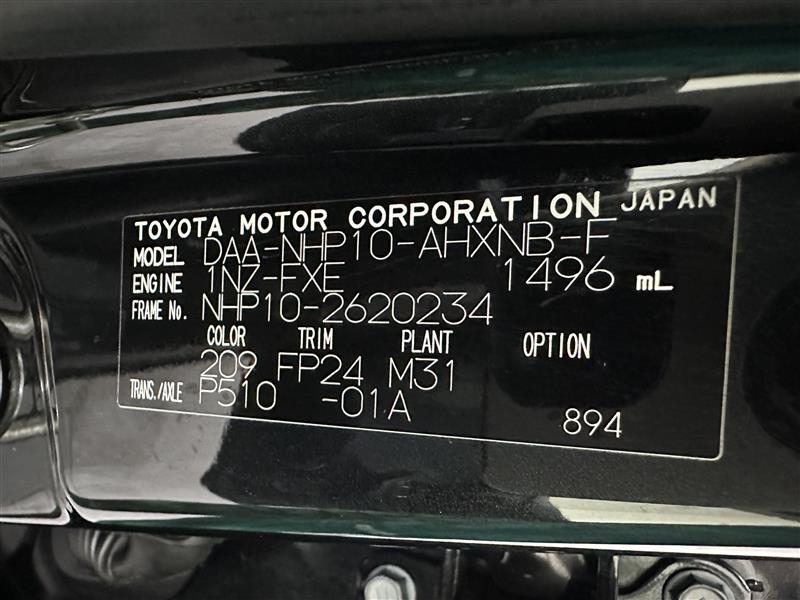 TOYOTA MOTOR CORPORATION JAPAN
MODEL DAA-NHP10-AHXNB-F
ENGINE 1NZ-FXE 1496 mL
FRAME No. NHP10-2620234
COLOR TRIM PLANT OPTION
209 FP24 M31
TRANS./AXLE P510 -01A 894